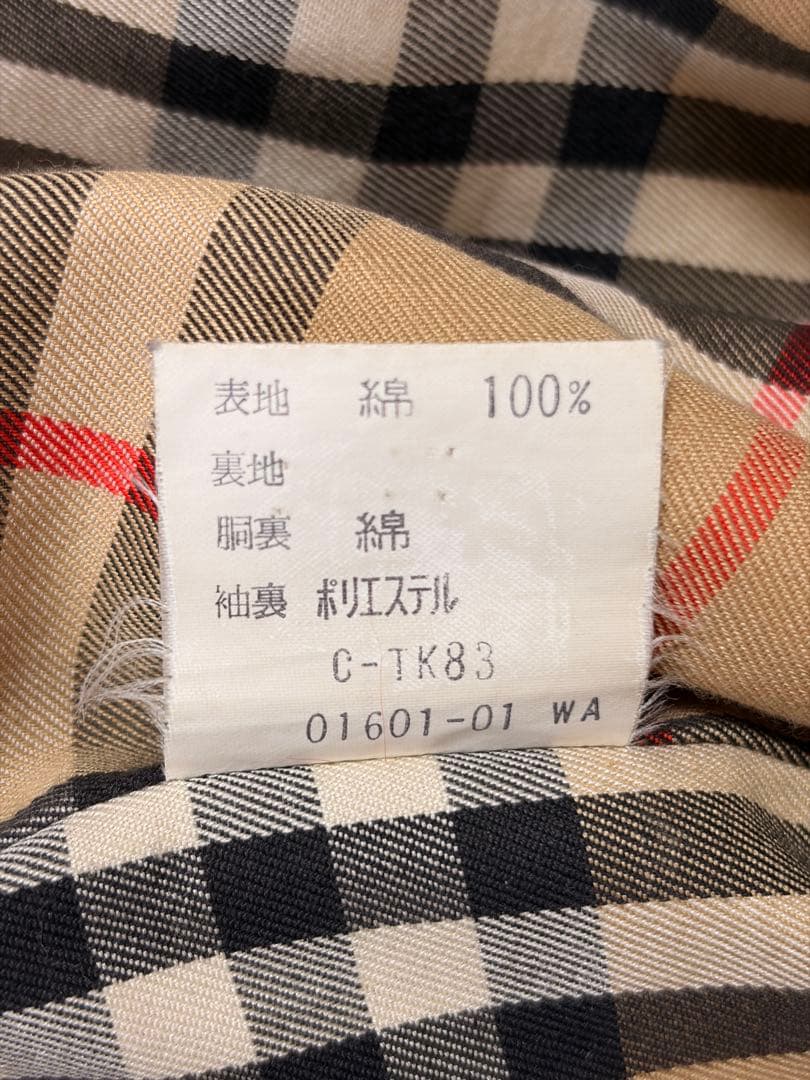 表地 綿 100%
裏地
胴裏 綿
袖裏 ポリエステル
C-TK83
01601-01 WA